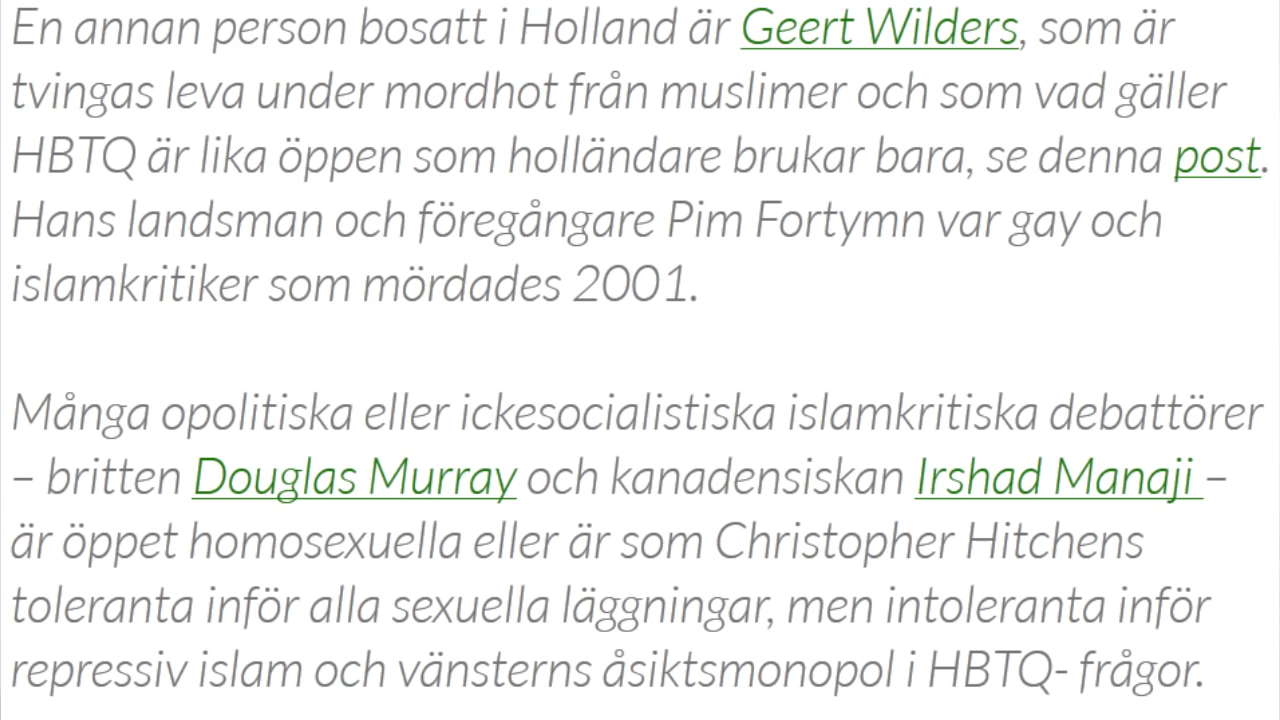 En annan person bosatt i Holland är Geert Wilders, som är
tvingas leva under mordhot från muslimer och som vad gäller
HBTQ är lika öppen som holländare brukar bara, se denna post.
Hans landsman och föregångare Pim Fortymn var gay och
islamkritiker som mördades 2001.
Många opolitiska eller ickesocialistiska islamkritiska debattörer
– britten Douglas Murray och kanadensiskan Irshad Manaji –
är öppet homosexuella eller är som Christopher Hitchens
toleranta inför alla sexuella läggningar, men intoleranta inför
repressiv islam och vänsterns åsiktsmonopol i HBTQ- frågor.